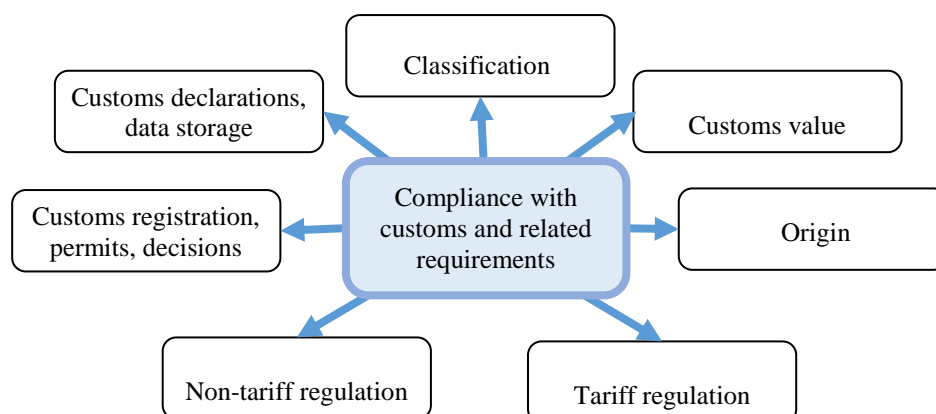 Classification
Customs declarations,
data storage
Customs value
Compliance with
customs and related
requirements
Customs registration,
permits, decisions
Origin
Non-tariff regulation
Tariff regulation